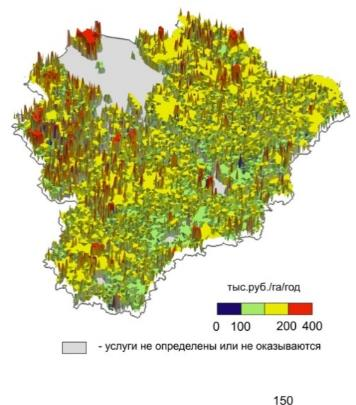 тыс.руб./га/год
0 100 200 400
- услуги не определены или не оказываются
150